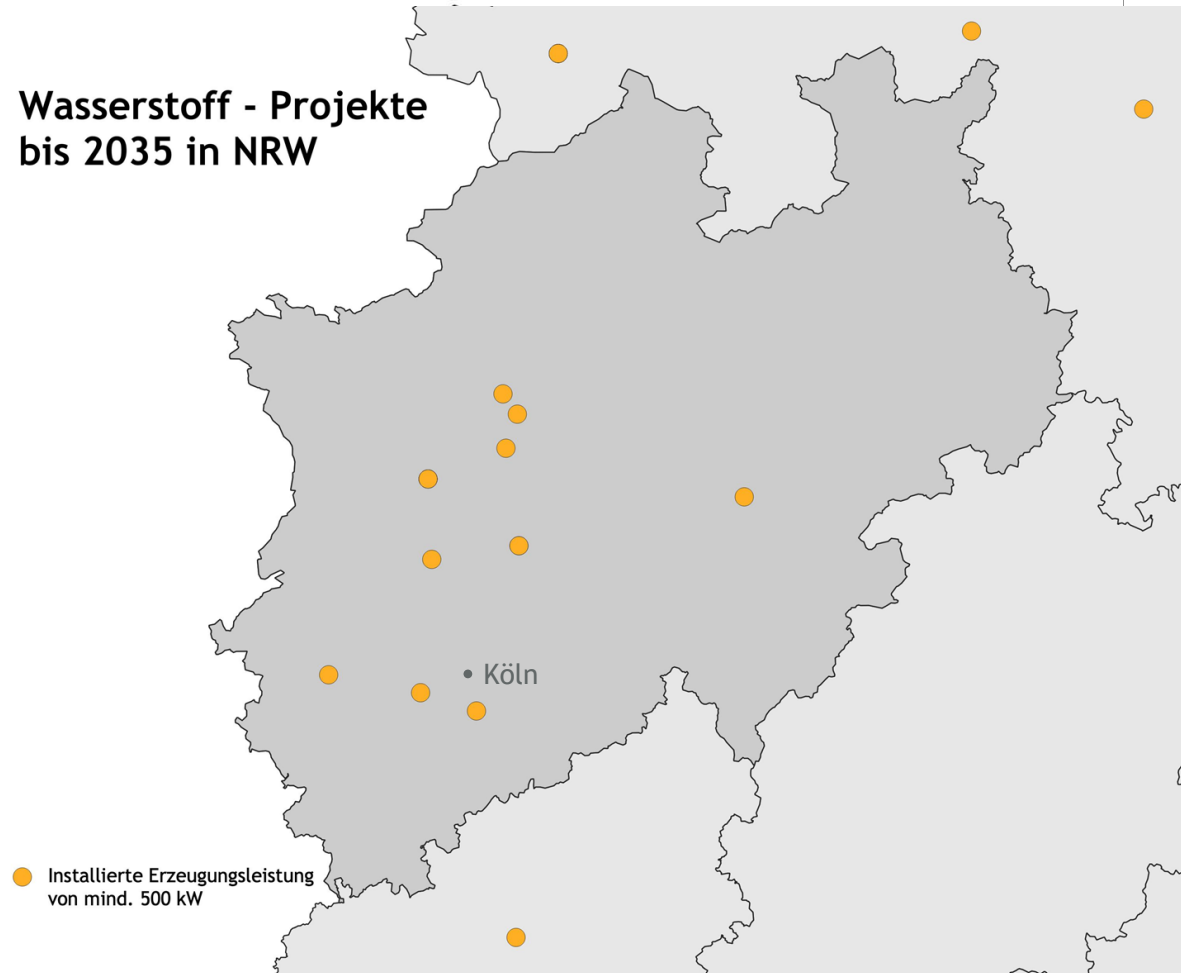 Wasserstoff - Projekte
bis 2035 in NRW
Köln
Installierte Erzeugungsleistung
von mind. 500 kW